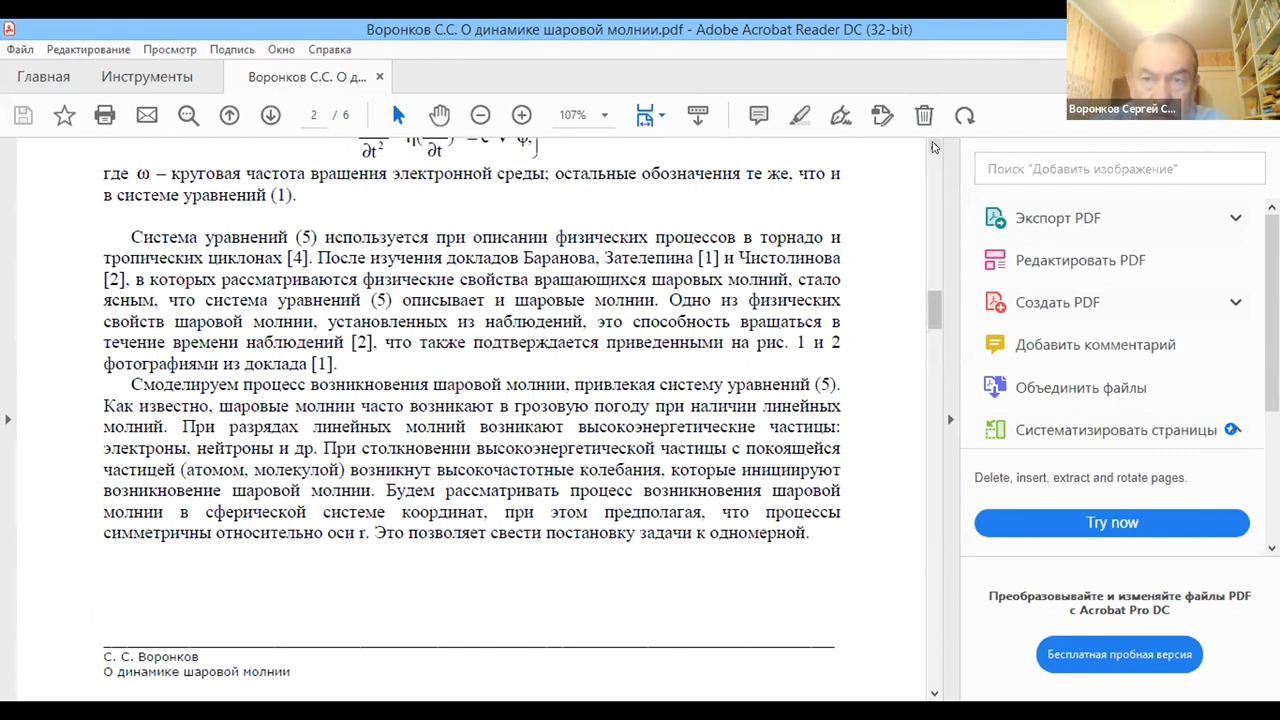 Воронков С.С. О динамике шаровой молнии.pdf - Adobe Acrobat Reader DC (32-bit)
Файл Редактирование Просмотр Подпись Окно Справка
Главная Инструменты Воронков С.С. О д... ×
2 / 6 107%
Воронков Сергей С...
∂t² ∂t
где ω – круговая частота вращения электронной среды; остальные обозначения те же, что и
в системе уравнений (1).
Система уравнений (5) используется при описании физических процессов в торнадо и
тропических циклонах [4]. После изучения докладов Баранова, Зателепина [1] и Чистолинова
[2], в которых рассматриваются физические свойства вращающихся шаровых молний, стало
ясным, что система уравнений (5) описывает и шаровые молнии. Одно из физических
свойств шаровой молнии, установленных из наблюдений, это способность вращаться в
течение времени наблюдений [2], что также подтверждается приведенными на рис. 1 и 2
фотографиями из доклада [1].
Смоделируем процесс возникновения шаровой молнии, привлекая систему уравнений (5).
Как известно, шаровые молнии часто возникают в грозовую погоду при наличии линейных
молний. При разрядах линейных молний возникают высокоэнергетические частицы:
электроны, нейтроны и др. При столкновении высокоэнергетической частицы с покоящейся
частицей (атомом, молекулой) возникнут высокочастотные колебания, которые инициируют
возникновение шаровой молнии. Будем рассматривать процесс возникновения шаровой
молнии в сферической системе координат, при этом предполагая, что процессы
симметричны относительно оси r. Это позволяет свести постановку задачи к одномерной.
С. С. Воронков
О динамике шаровой молнии
Поиск "Добавить изображение"
Экспорт PDF
Редактировать PDF
Создать PDF
Добавить комментарий
Объединить файлы
Систематизировать страницы
Delete, insert, extract and rotate pages.
Try now
Преобразовывайте и изменяйте файлы PDF
с Acrobat Pro DC
Бесплатная пробная версия